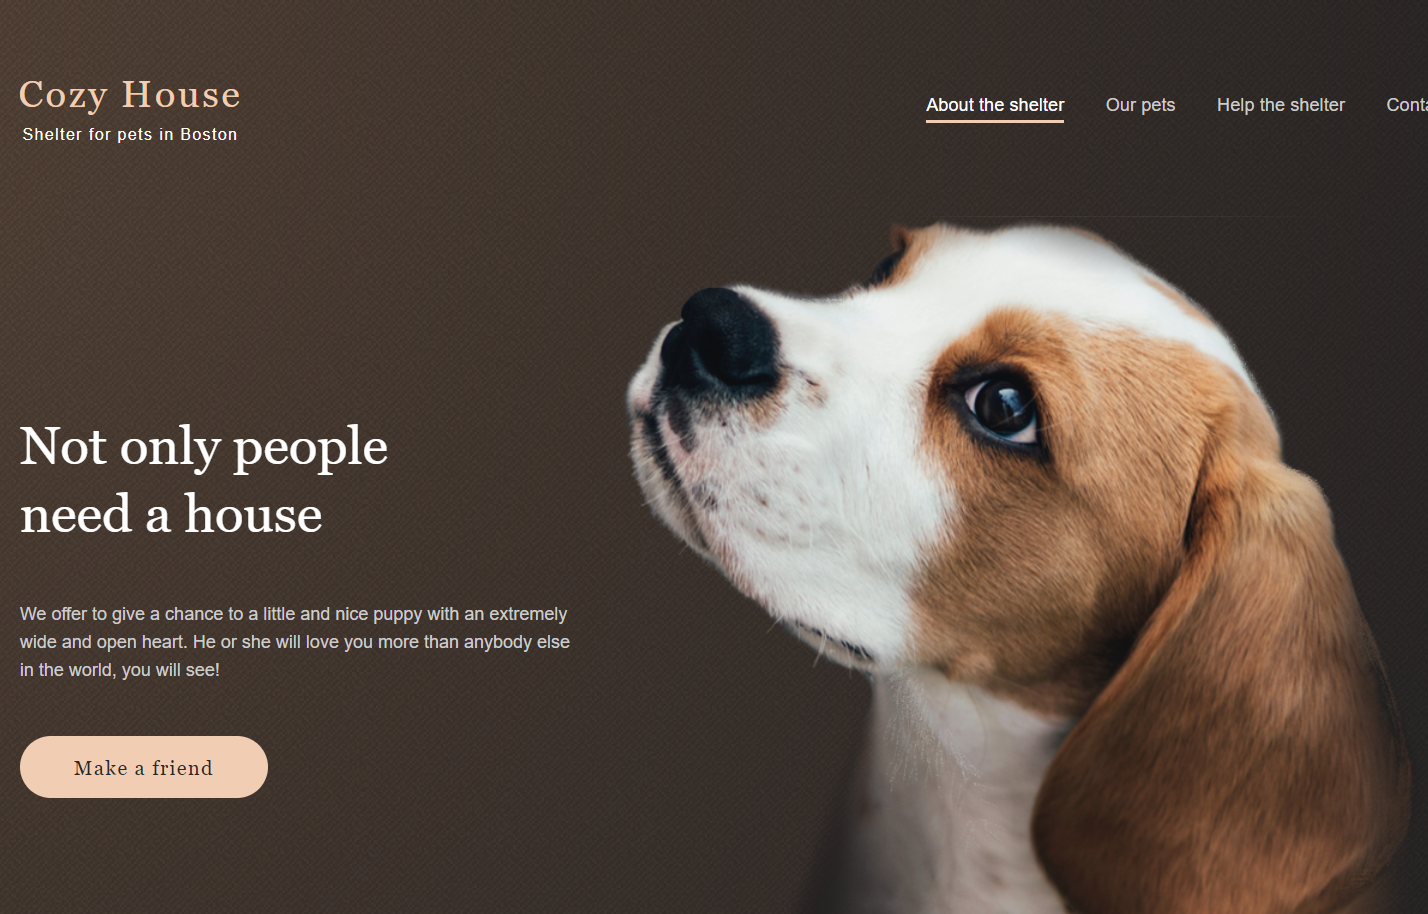 Cozy House
Shelter for pets in Boston
About the shelter
Our pets
Help the shelter
Not only people
need a house
We offer to give a chance to a little and nice puppy with an extremely
wide and open heart. He or she will love you more than anybody else
in the world, you will see!
Make a friend